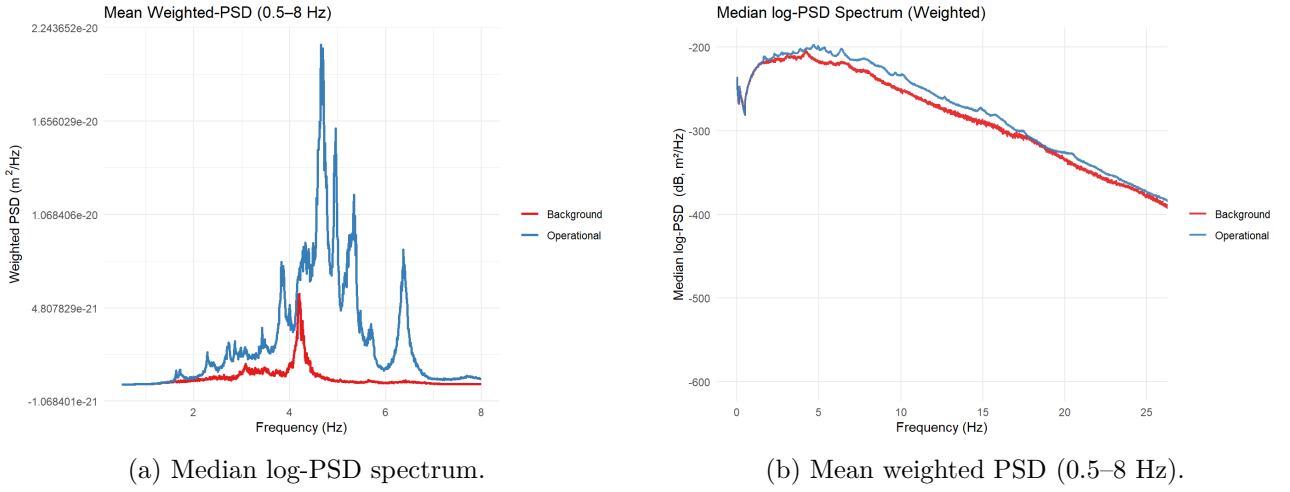 Mean Weighted-PSD (0.5–8 Hz)
2.243652e-20
1.656029e-20
1.068406e-20
4.807829e-21
-1.068401e-21
Weighted PSD (m²/Hz)
2
4
6
8
Frequency (Hz)
Background
Operational
(a) Median log-PSD spectrum.
Median log-PSD Spectrum (Weighted)
-200
-300
-400
-500
-600
Median log-PSD (dB, m²/Hz)
0
5
10
15
20
25
Frequency (Hz)
Background
Operational
(b) Mean weighted PSD (0.5–8 Hz).